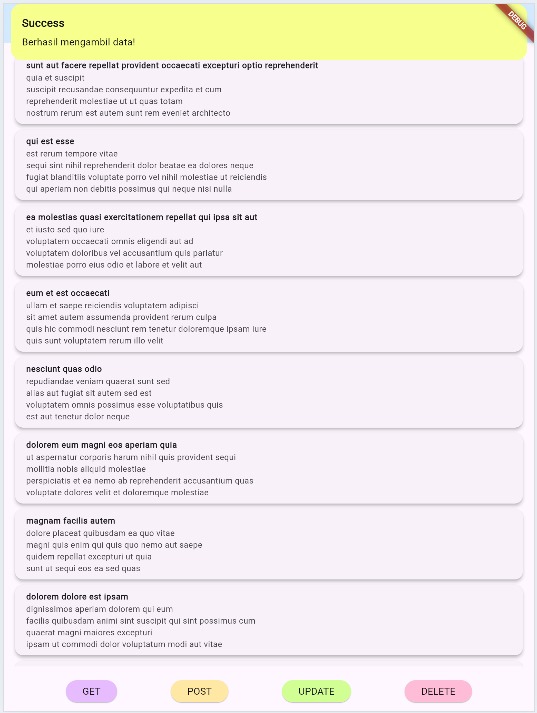 Success
DEBUG
Berhasil mengambil data!
sunt aut facere repellat provident occaecati excepturi optio reprehenderit
quia et suscipit
suscipit recusandae consequuntur expedita et cum
reprehenderit molestiae ut ut quas totam
nostrum rerum est autem sunt rem eveniet architecto
qui est esse
est rerum tempore vitae
sequi sint nihil reprehenderit dolor beatae ea dolores neque
fugiat blanditiis voluptate porro vel nihil molestiae ut reiciendis
qui aperiam non debitis possimus qui neque nisi nulla
ea molestias quasi exercitationem repellat qui ipsa sit aut
et iusto sed quo iure
voluptatem occaecati omnis eligendi aut ad
voluptatem doloribus vel accusantium quis pariatur
molestiae porro eius odio et labore et velit aut
eum et est occaecati
ullam et saepe reiciendis voluptatem adipisci
sit amet autem assumenda provident rerum culpa
quis hic commodi nesciunt rem tenetur doloremque ipsam iure
quis sunt voluptatem rerum illo velit
nesciunt quas odio
repudiandae veniam quaerat sunt sed
alias aut fugiat sit autem sed est
voluptatem omnis possimus esse voluptatibus quis
est aut tenetur dolor neque
dolorem eum magni eos aperiam quia
ut aspernatur corporis harum nihil quis provident sequi
mollitia nobis aliquid molestiae
perspiciatis et ea nemo ab reprehenderit accusantium quas
voluptate dolores velit et doloremque molestiae
magnam facilis autem
dolore placeat quibusdam ea quo vitae
magni quis enim qui quis quo nemo aut saepe
quidem repellat excepturi ut quia
sunt ut sequi eos ea sed quas
dolorem dolore est ipsam
dignissimos aperiam dolorem qui eum
facilis quibusdam animi sint suscipit qui sint possimus cum
quaerat magni maiores excepturi
ipsam ut commodi dolor voluptatum modi aut vitae
GET
POST
UPDATE
DELETE